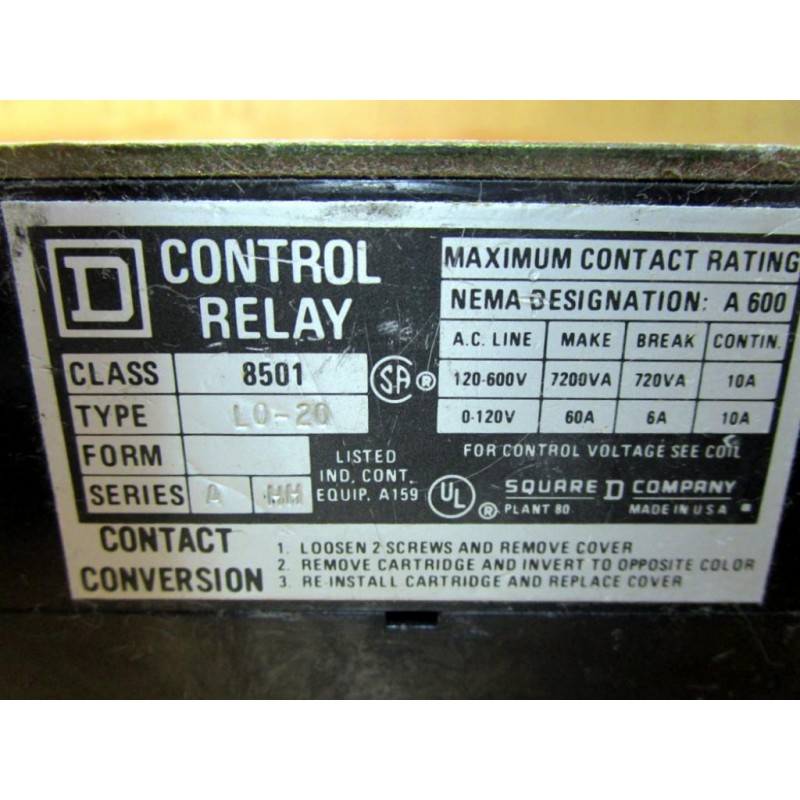 D CONTROL RELAY
CLASS 8501
TYPE LO-20
FORM
SERIES A HH
SA ®
LISTED
IND. CONT.
EQUIP. A159
UL ®
MAXIMUM CONTACT RATING
NEMA DESIGNATION: A 600
A.C. LINE MAKE BREAK CONTIN.
120-600V 7200VA 720VA 10A
0-120V 60A 6A 10A
FOR CONTROL VOLTAGE SEE COIL
SQUARE D COMPANY
PLANT 80 MADE IN U S A
CONTACT CONVERSION
1. LOOSEN 2 SCREWS AND REMOVE COVER
2. REMOVE CARTRIDGE AND INVERT TO OPPOSITE COLOR
3. RE-INSTALL CARTRIDGE AND REPLACE COVER